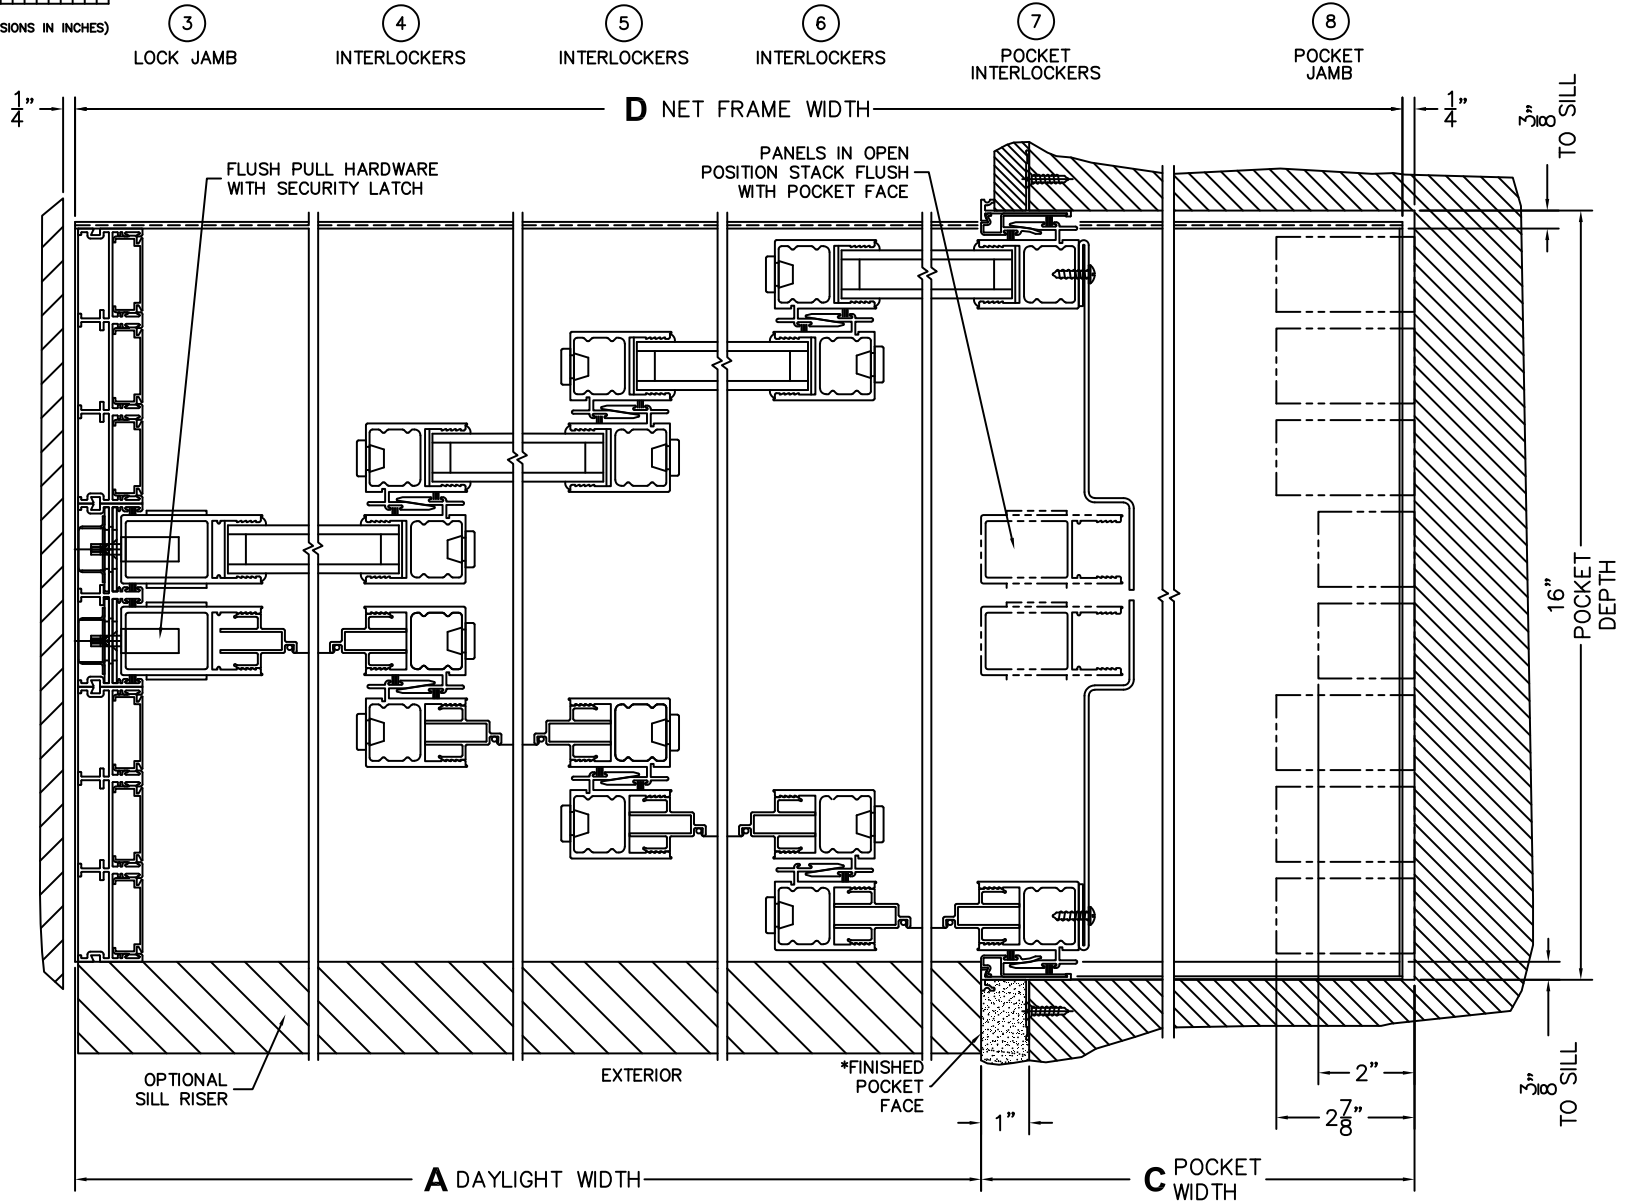 SIONS IN INCHES)
3
LOCK JAMB
4
INTERLOCKERS
5
INTERLOCKERS
6
INTERLOCKERS
7
POCKET
INTERLOCKERS
8
POCKET
JAMB
1/4"
D NET FRAME WIDTH
1/4"
3/8"
TO SILL
FLUSH PULL HARDWARE
WITH SECURITY LATCH
PANELS IN OPEN
POSITION STACK FLUSH
WITH POCKET FACE
16"
POCKET
DEPTH
OPTIONAL
SILL RISER
EXTERIOR
*FINISHED
POCKET
FACE
1"
2"
2 7/8"
3/8"
TO SILL
A DAYLIGHT WIDTH
C POCKET
WIDTH